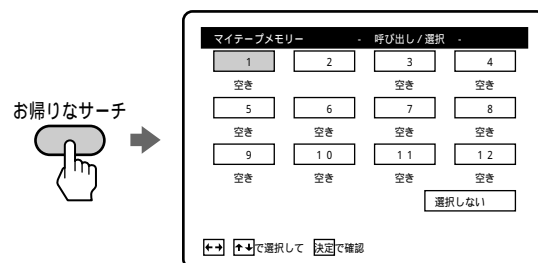 マイテープメモリー - 呼び出し/選択 -
1 2 3 4
空き 空き 空き
お帰りなサーチ
5 6 7 8
空き 空き 空き 空き
9 10 11 12
空き 空き 空き 空き
選択しない
←→ ↑↓で選択して 決定で確認